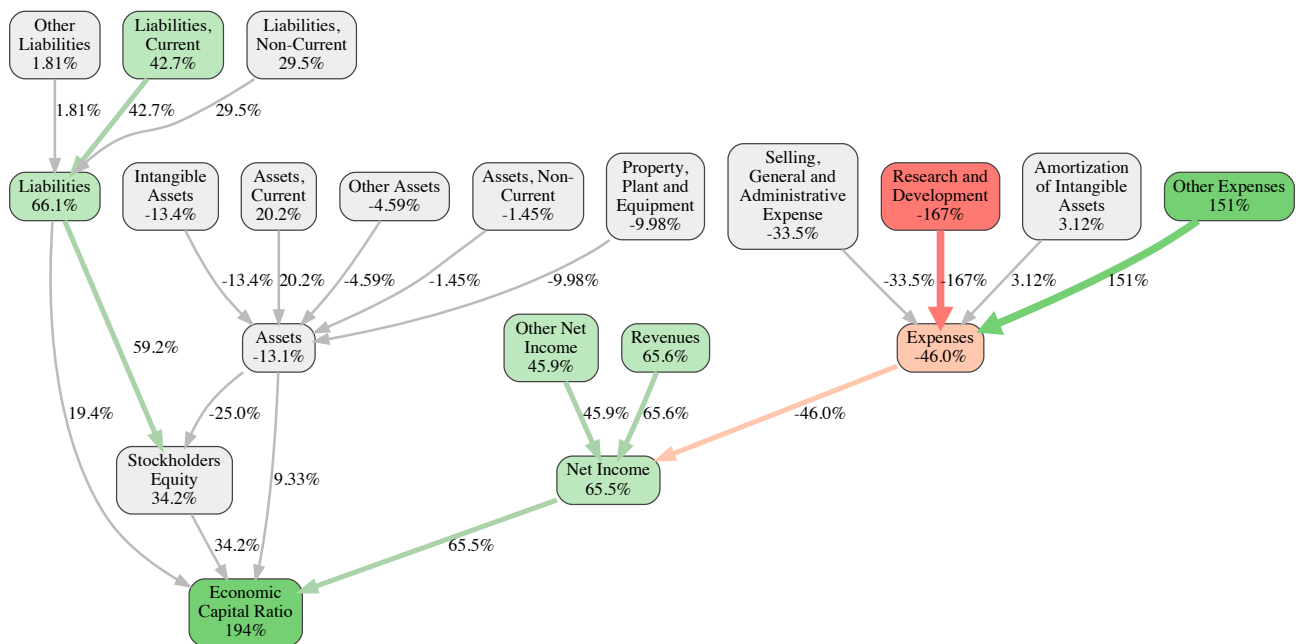 Other
Liabilities
1.81%
Liabilities,
Current
42.7%
Liabilities,
Non-Current
29.5%
1.81%
42.7%
29.5%
Liabilities
66.1%
Intangible
Assets
-13.4%
Assets,
Current
20.2%
Other Assets
-4.59%
Assets, Non-
Current
-1.45%
Property,
Plant and
Equipment
-9.98%
Selling,
General and
Administrative
Expense
-33.5%
Research and
Development
-167%
Amortization
of Intangible
Assets
3.12%
Other Expenses
151%
-13.4%
20.2%
-4.59%
-1.45%
-9.98%
-33.5%
-167%
3.12%
151%
Assets
-13.1%
Other Net
Income
45.9%
Revenues
65.6%
Expenses
-46.0%
59.2%
19.4%
-25.0%
45.9%
65.6%
-46.0%
Stockholders
Equity
34.2%
9.33%
Net Income
65.5%
34.2%
65.5%
Economic
Capital Ratio
194%